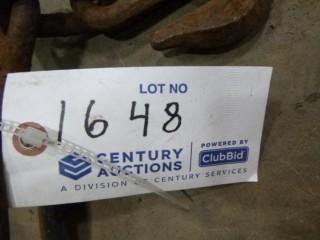 LOT NO
1648
CENTURY AUCTIONS
POWERED BY
ClubBid
A DIVISION OF CENTURY SERVICES